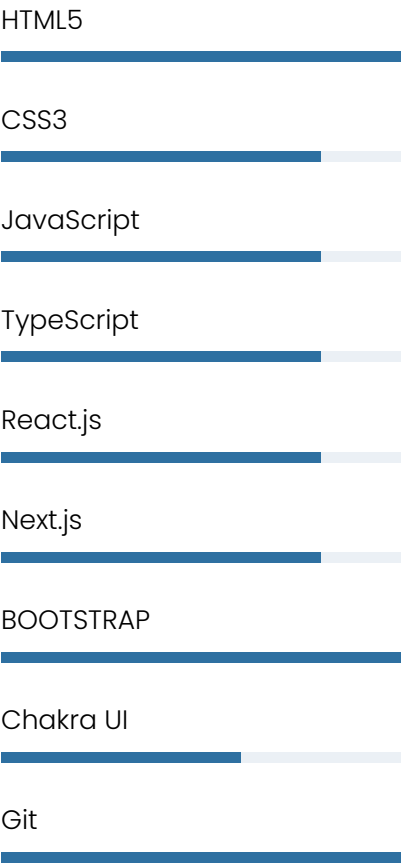 HTML5
CSS3
JavaScript
TypeScript
React.js
Next.js
BOOTSTRAP
Chakra UI
Git